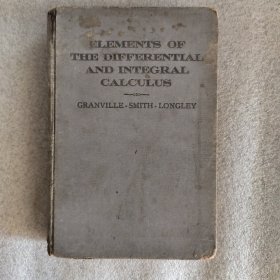 ELEMENTS OF
THE DIFFERENTIAL
AND INTEGRAL
CALCULUS
GRANVILLE · SMITH · LONGLEY